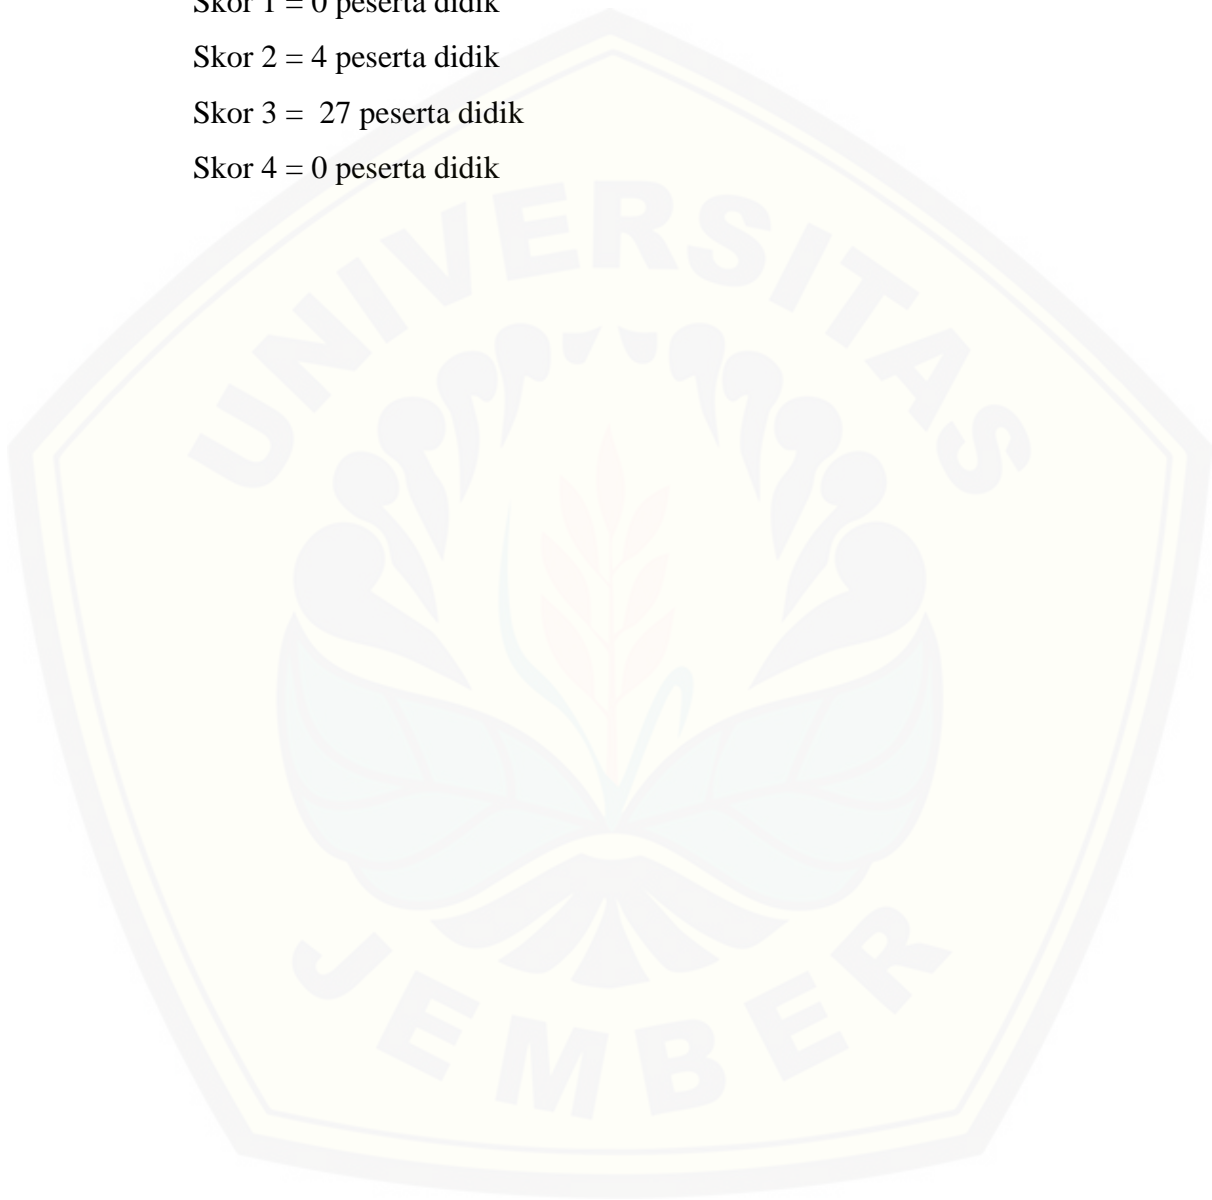 Skor 1 = 0 peserta didik
Skor 2 = 4 peserta didik
Skor 3 =  27 peserta didik
Skor 4 = 0 peserta didik
UNIVERSITAS
JEMBER